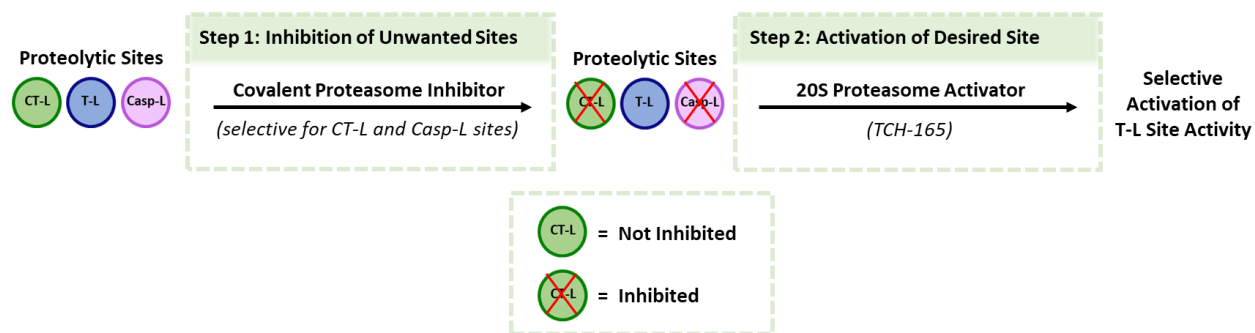 Step 1: Inhibition of Unwanted Sites
Step 2: Activation of Desired Site
Proteolytic Sites
CT-L
T-L
Casp-L
Covalent Proteasome Inhibitor
(selective for CT-L and Casp-L sites)
Proteolytic Sites
CT-L
T-L
Casp-L
20S Proteasome Activator
(TCH-165)
Selective
Activation of
T-L Site Activity
CT-L = Not Inhibited
CT-L = Inhibited